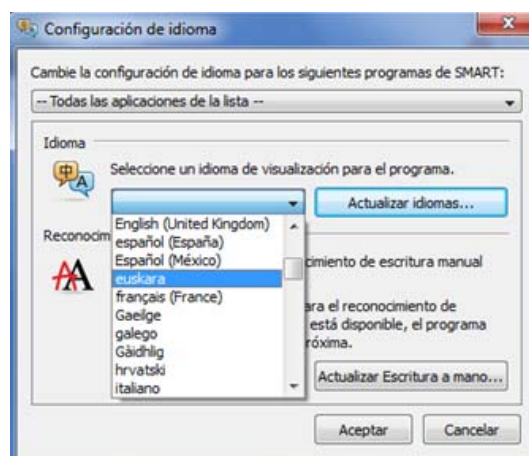 Configuración de idioma
Cambie la configuración de idioma para los siguientes programas de SMART:
-- Todas las aplicaciones de la lista --
Idioma
中 A
Seleccione un idioma de visualización para el programa.
Actualizar idiomas...
English (United Kingdom)
español (España)
Español (México)
euskara
français (France)
Gaeilge
galego
Gàidhlig
hrvatski
italiano
Reconocim
AA
cimiento de escritura manual
ara el reconocimiento de
está disponible, el programa
róxima.
Actualizar Escritura a mano...
Aceptar
Cancelar